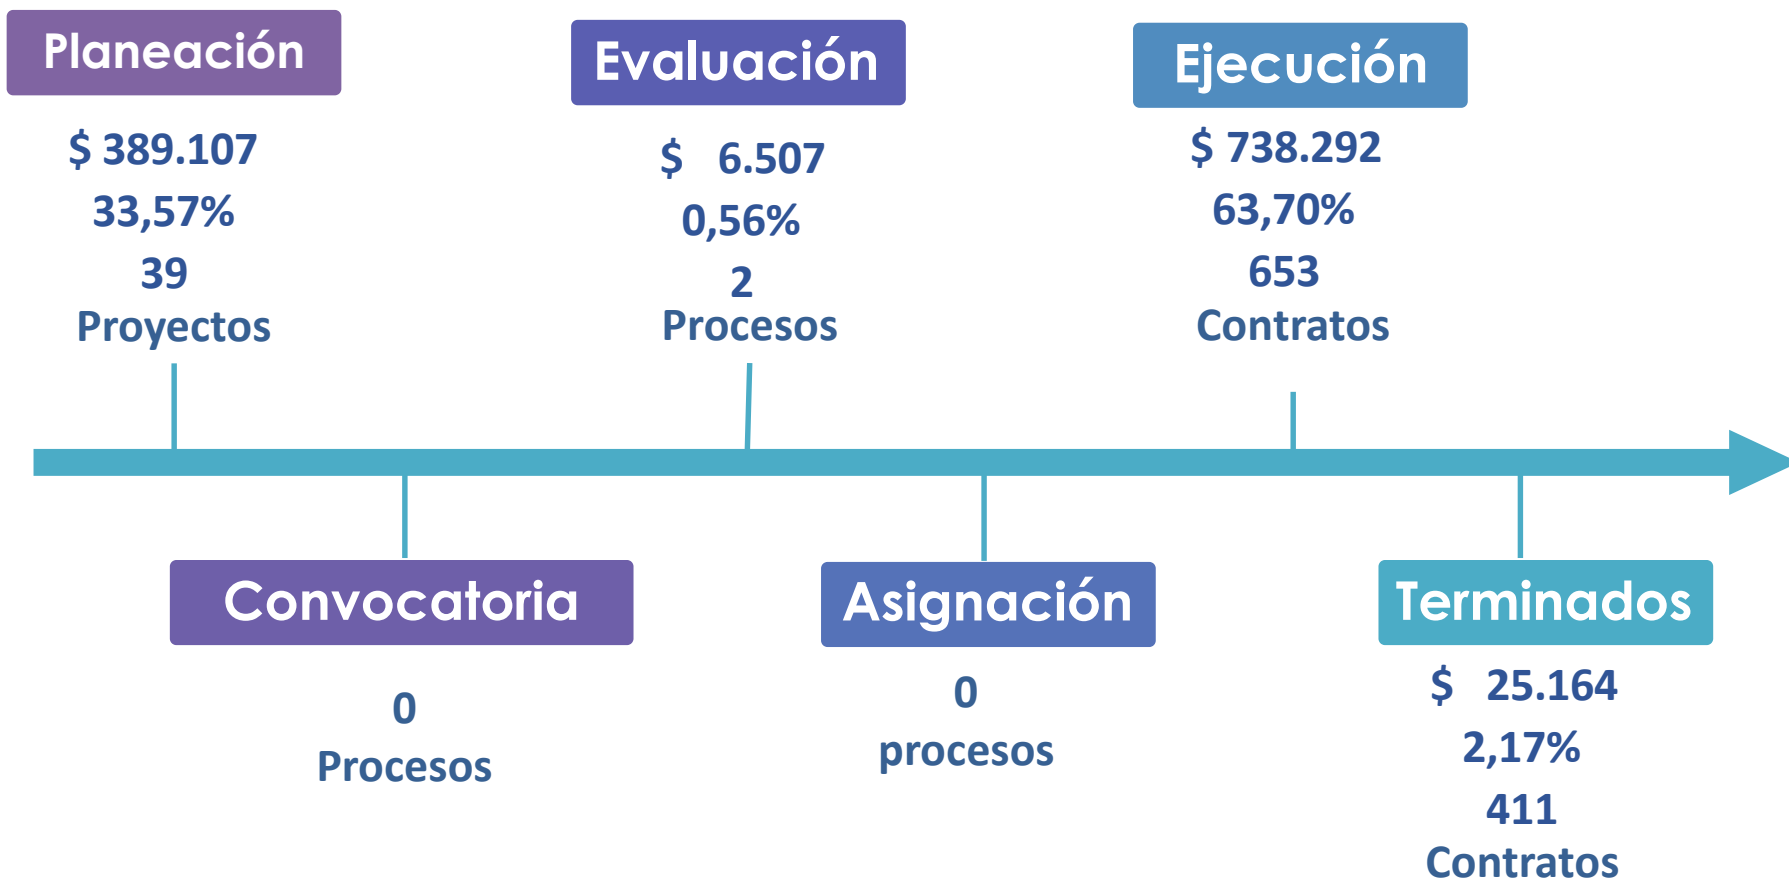 Planeación
$ 389.107
33,57%
39
Proyectos
Evaluación
$ 6.507
0,56%
2
Procesos
Ejecución
$ 738.292
63,70%
653
Contratos
Convocatoria
0
Procesos
Asignación
0
procesos
Terminados
$ 25.164
2,17%
411
Contratos